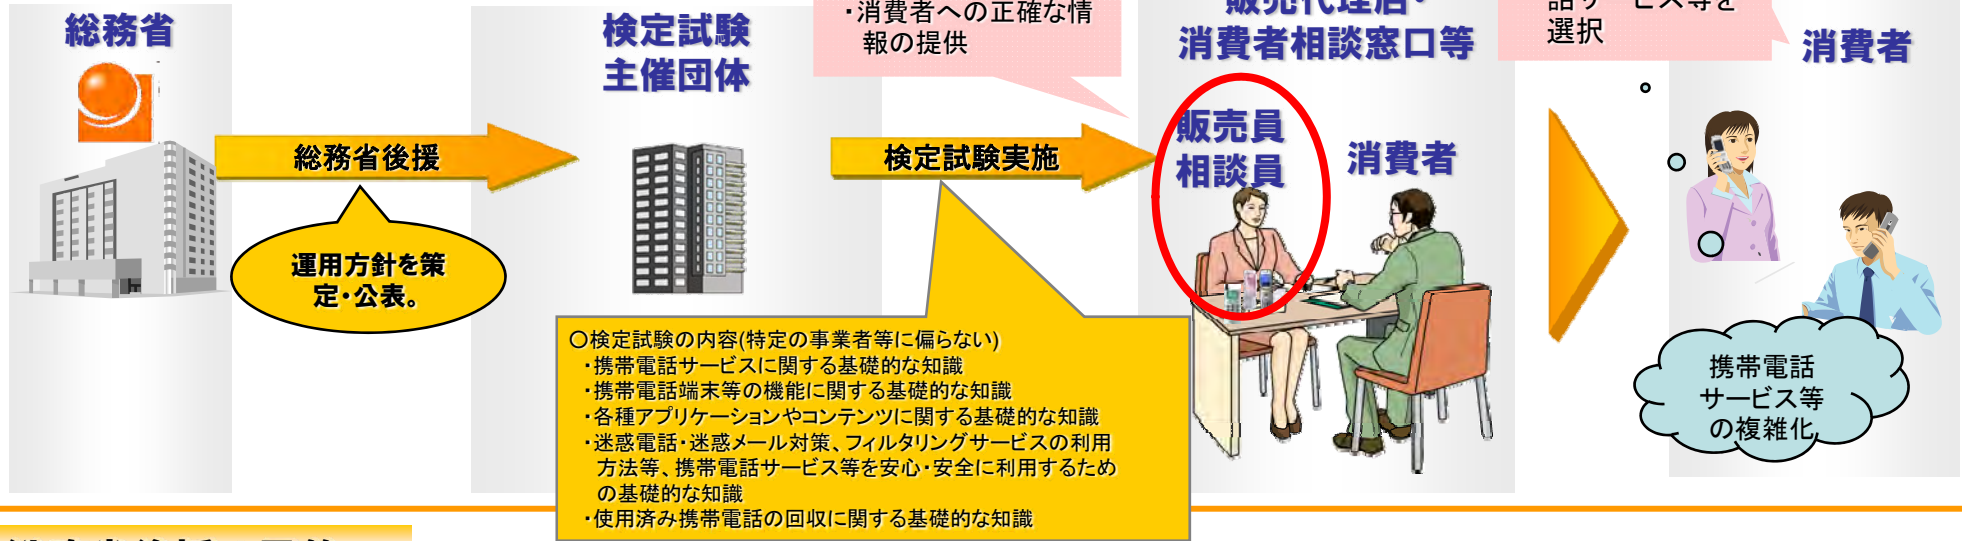 総務省
総務省後援
運用方針を策
定・公表。
検定試験
主催団体
・消費者への正確な情
報の提供
検定試験実施
○検定試験の内容(特定の事業者等に偏らない)
・携帯電話サービスに関する基礎的な知識
・携帯電話端末等の機能に関する基礎的な知識
・各種アプリケーションやコンテンツに関する基礎的な知識
・迷惑電話・迷惑メール対策、フィルタリングサービスの利用
方法等、携帯電話サービス等を安心・安全に利用するため
の基礎的な知識
・使用済み携帯電話の回収に関する基礎的な知識
販売代理店・
消費者相談窓口等
販売員
相談員
消費者
話サービス等を
選択
消費者
携帯電話
サービス等
の複雑化